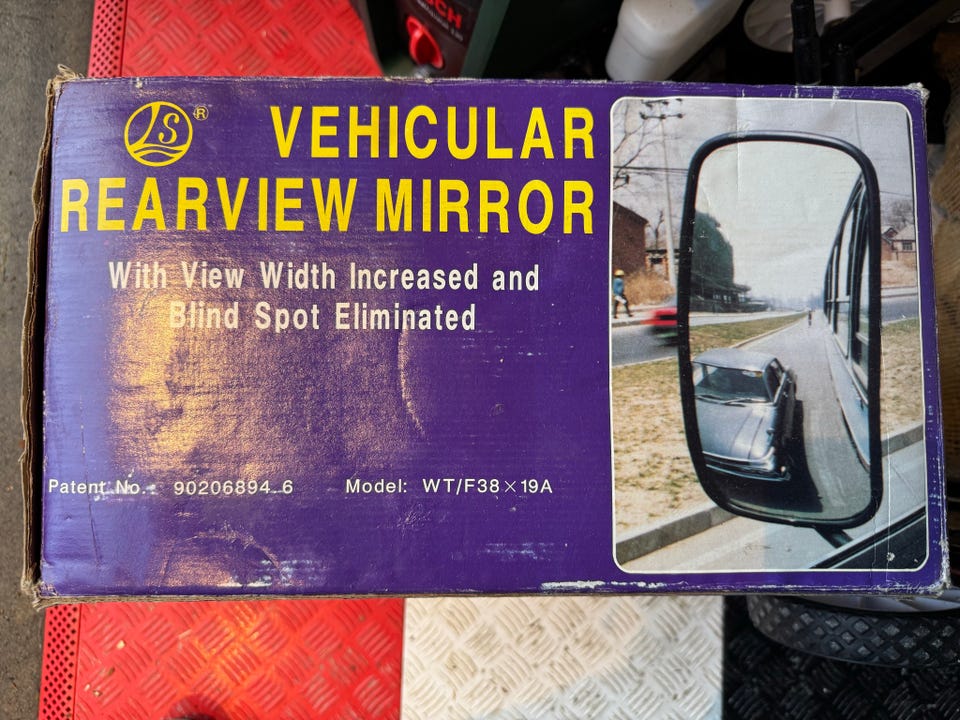 LS®
VEHICULAR
REARVIEW MIRROR
With View Width Increased and
Blind Spot Eliminated
Patent No.: 90206894.6 Model: WT/F38×19A